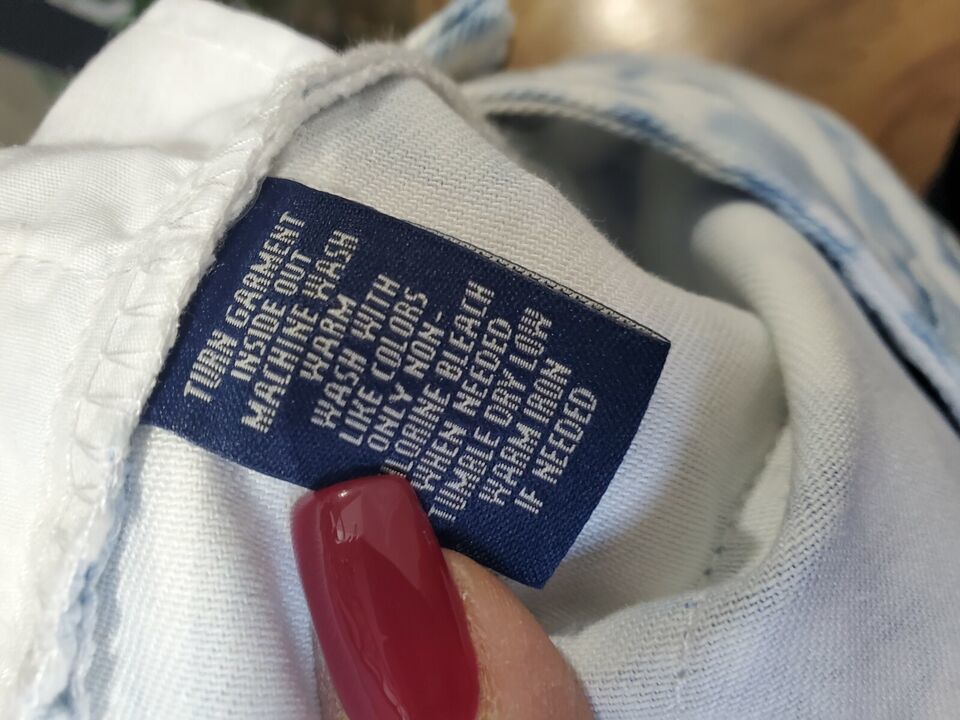 TURN GARMENT
INSIDE OUT
MACHINE WASH
WARM
WASH WITH
LIKE COLORS
ONLY NON-
LORINE BLEACH
WHEN NEEDED
TUMBLE DRY LOW
WARM IRON
IF NEEDED